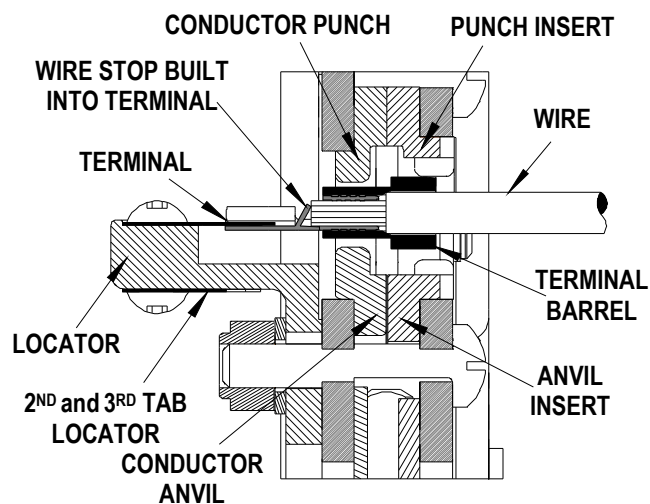 CONDUCTOR PUNCH
PUNCH INSERT
WIRE STOP BUILT
INTO TERMINAL
WIRE
TERMINAL
TERMINAL
BARREL
LOCATOR
ANVIL
INSERT
2ND and 3RD TAB
LOCATOR
CONDUCTOR
ANVIL